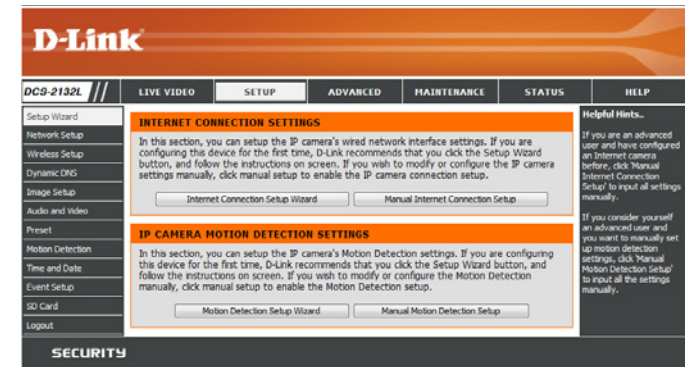 D-Link
DCS-2132L
LIVE VIDEO
SETUP
ADVANCED
MAINTENANCE
STATUS
HELP
Setup Wizard
Network Setup
Wireless Setup
Dynamic DNS
Image Setup
Audio and Video
Preset
Motion Detection
Time and Date
Event Setup
SD Card
Logout
INTERNET CONNECTION SETTINGS
In this section, you can setup the IP camera's wired network interface settings. If you are
configuring this device for the first time, D-Link recommends that you click the Setup Wizard
button, and follow the instructions on screen. If you wish to modify or configure the IP camera
settings manually, click manual setup to enable the IP camera connection setup.
Internet Connection Setup Wizard
Manual Internet Connection Setup
IP CAMERA MOTION DETECTION SETTINGS
In this section, you can setup the IP camera's Motion Detection settings. If you are configuring
this device for the first time, D-Link recommends that you click the Setup Wizard button, and
follow the instructions on screen. If you wish to modify or configure the Motion Detection
manually, click manual setup to enable the Motion Detection setup.
Motion Detection Setup Wizard
Manual Motion Detection Setup
Helpful Hints..
If you are an advanced
user and have configured
an Internet camera
before, click 'Manual
Internet Connection
Setup' to input all settings
manually.
If you consider yourself
an advanced user and
you want to manually set
up motion detection
settings, click 'Manual
Motion Detection Setup'
to input all the settings
manually.
SECURITY